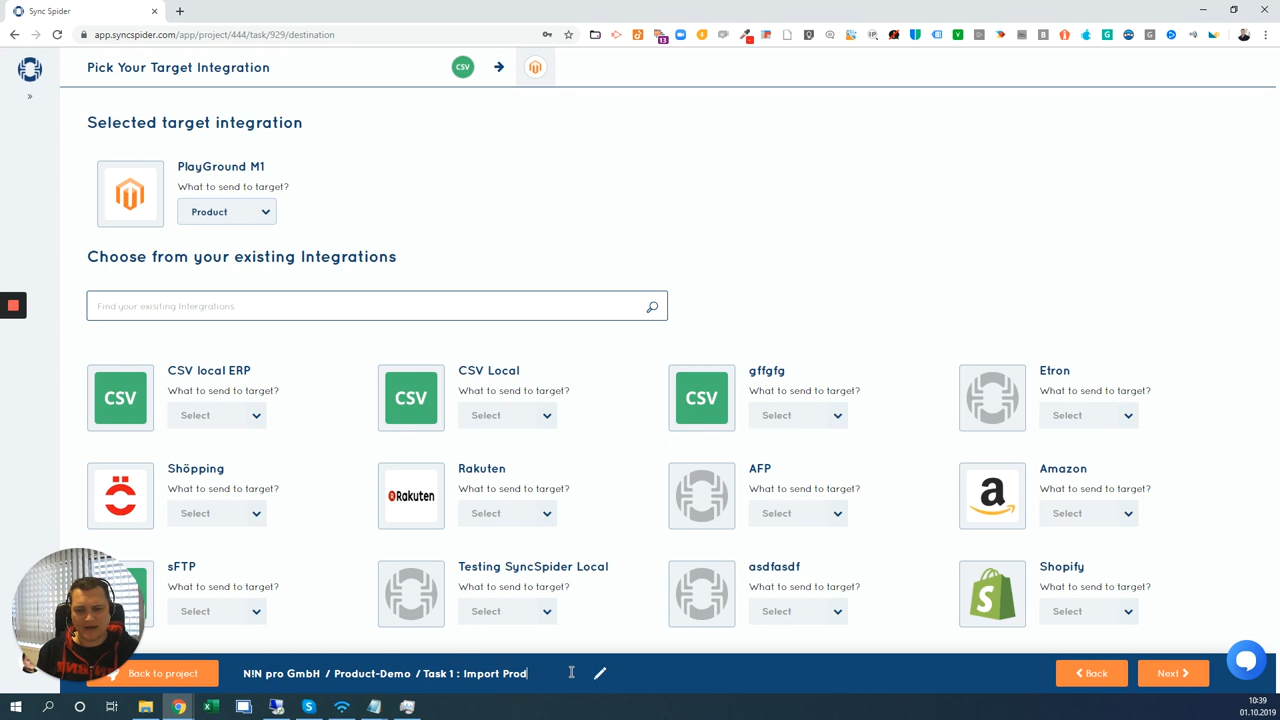 Sync Spider
app.syncspider.com/app/project/444/task/929/destination
Pick Your Target Integration
CSV
Selected target integration
PlayGround M1
What to send to target?
Product
Choose from your existing Integrations
Find your exisiting Intergrations
CSV local ERP
What to send to target?
CSV
Select
CSV Local
What to send to target?
CSV
Select
gffgfg
What to send to target?
CSV
Select
Etron
What to send to target?
Select
Shöpping
What to send to target?
Select
Rakuten
What to send to target?
Rakuten
Select
AFP
What to send to target?
Select
Amazon
What to send to target?
Select
sFTP
What to send to target?
Select
Testing SyncSpider Local
What to send to target?
Select
asdfasdf
What to send to target?
Select
Shopify
What to send to target?
Select
Back to project
N!N pro GmbH / Product-Demo / Task 1 : Import Prod
Back
Next
10:39
01.10.2019